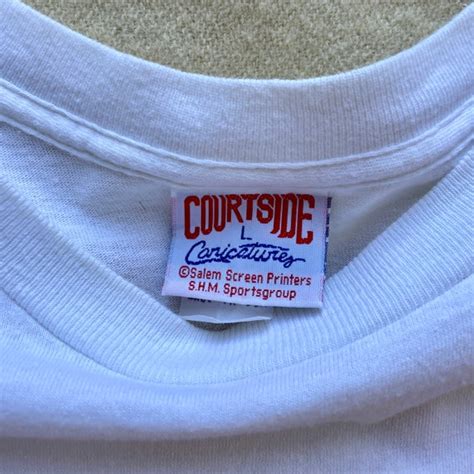 COURTSIDE
L
Caricatures
©Salem Screen Printers
S.H.M. Sportsgroup